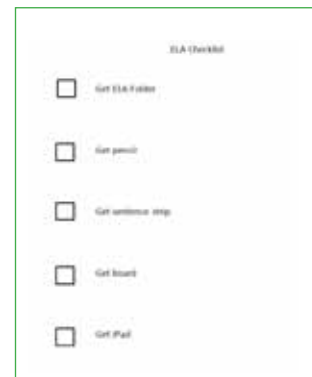 ELA Checklist
Get ELA Folder
Get pencil
Get sentence strip
Get board
Get iPad